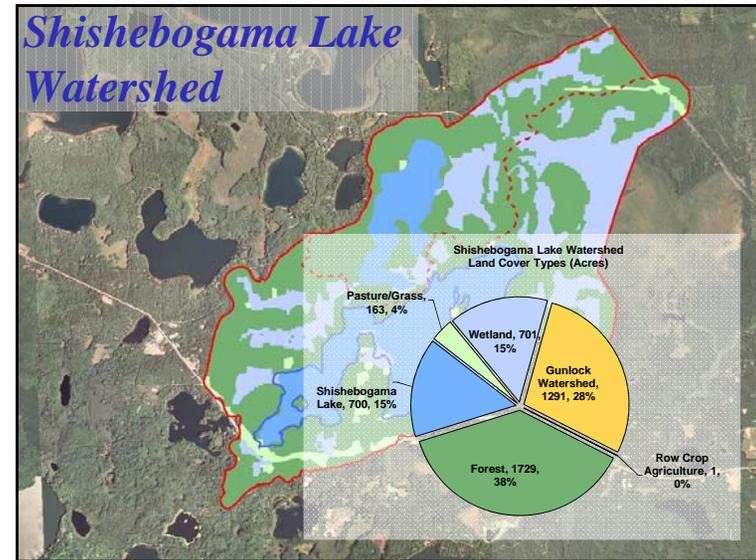 Shishebogama Lake
Watershed
Shishebogama Lake Watershed
Land Cover Types (Acres)
Pasture/Grass,
163, 4%
Wetland, 701,
15%
Gunlock
Watershed,
1291, 28%
Shishebogama
Lake, 700, 15%
Row Crop
Agriculture, 1,
0%
Forest, 1729,
38%